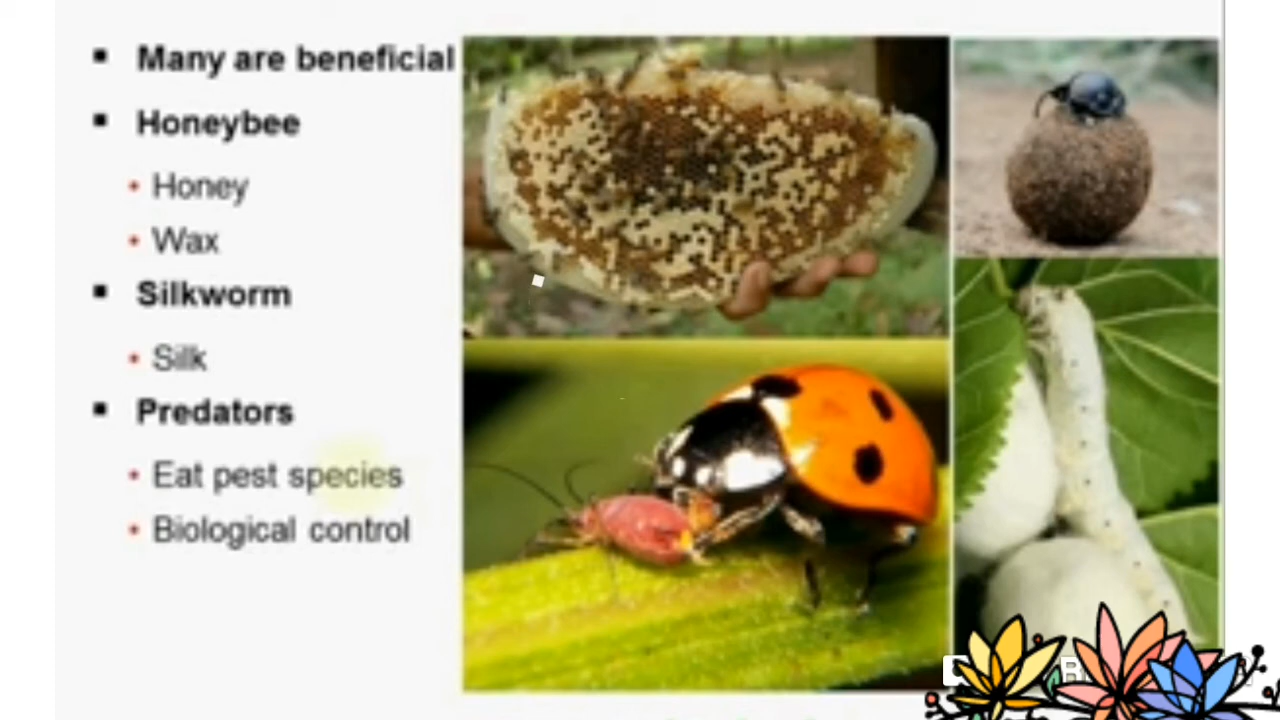 Many are beneficial
Honeybee
Honey
Wax
Silkworm
Silk
Predators
Eat pest species
Biological control